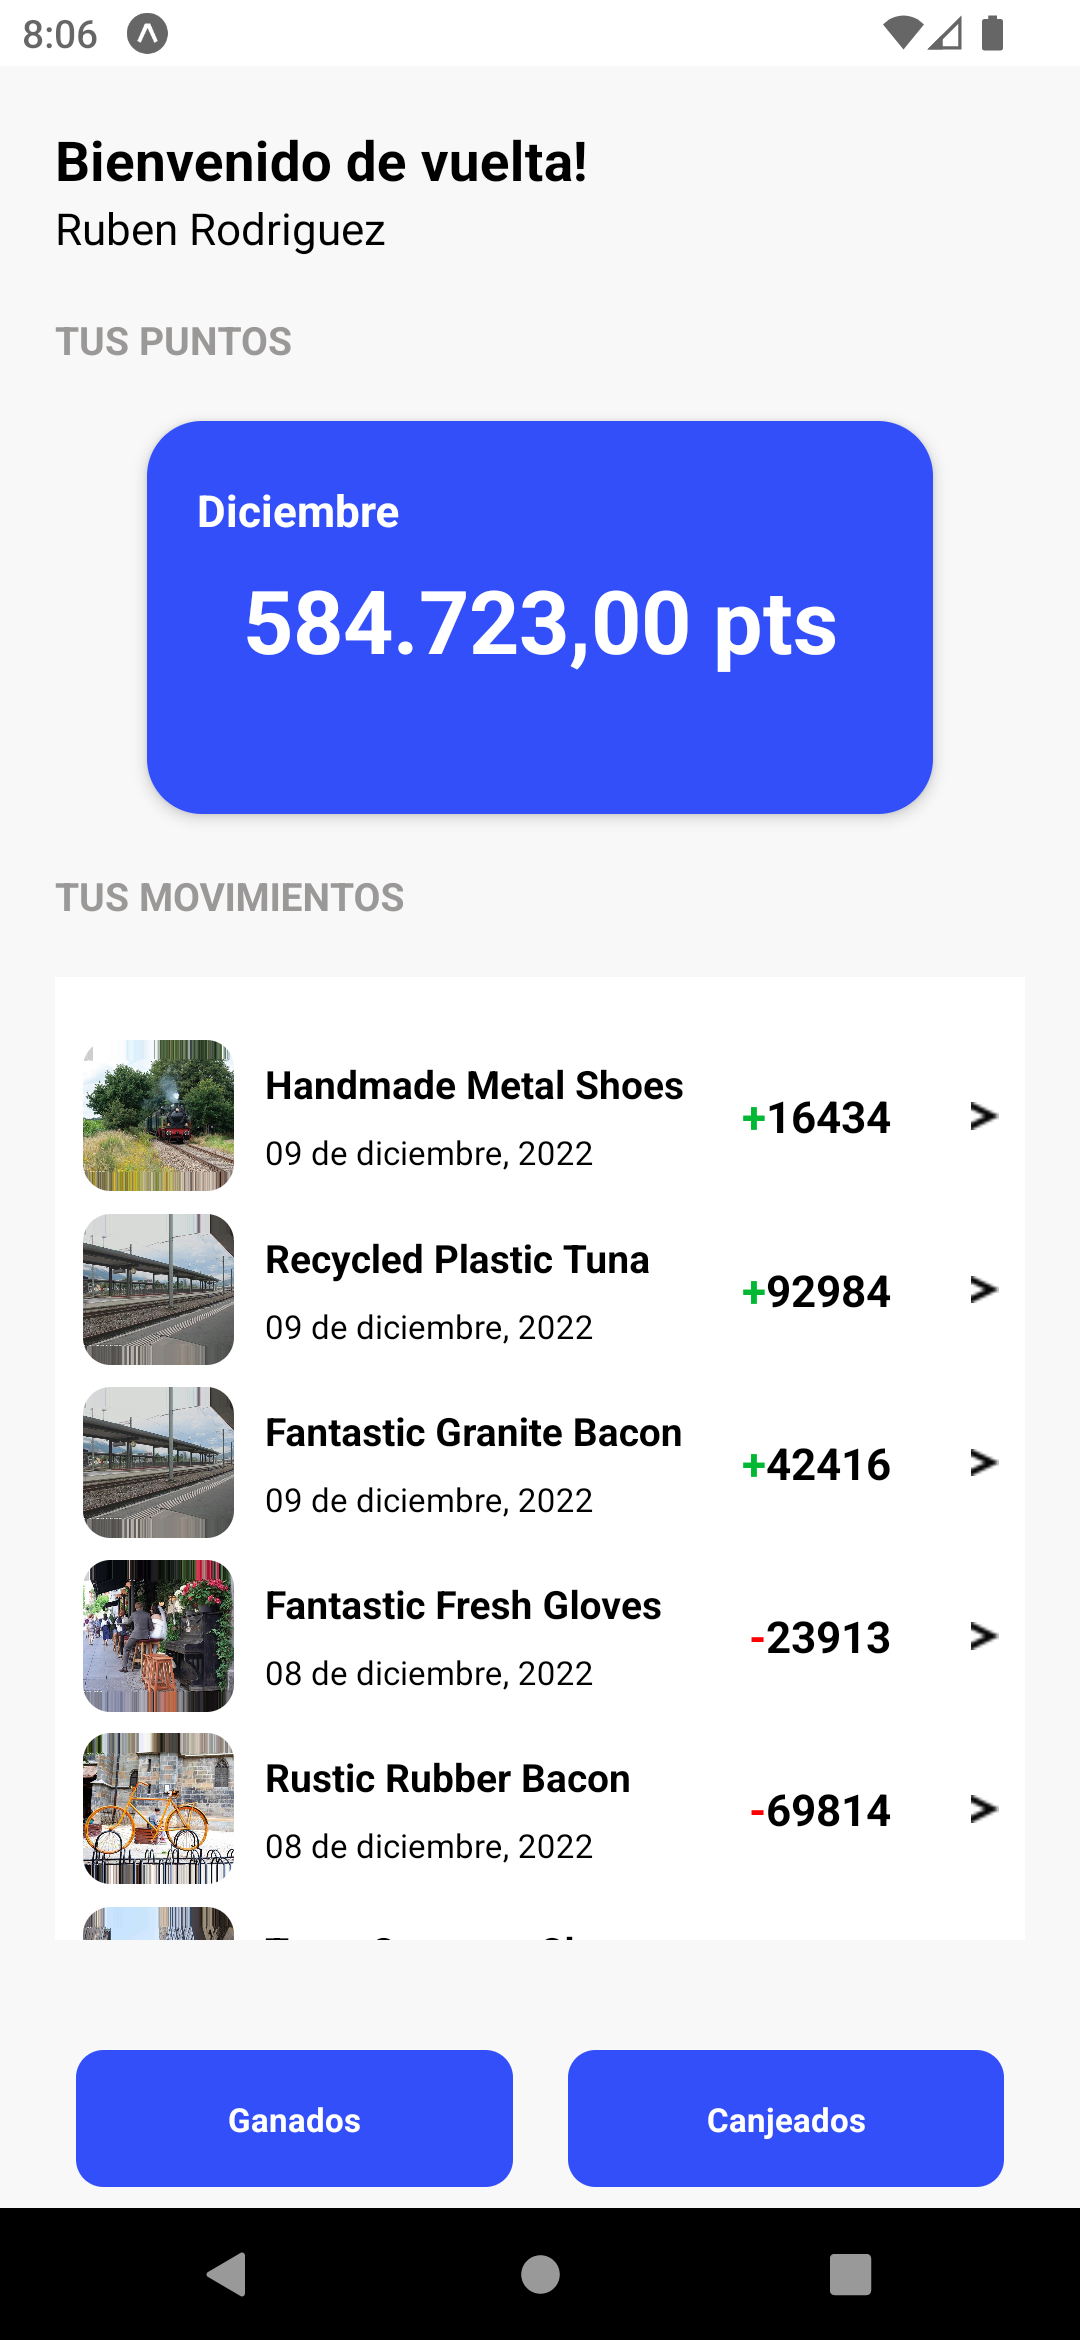 8:06
Bienvenido de vuelta!
Ruben Rodriguez
TUS PUNTOS
Diciembre
584.723,00 pts
TUS MOVIMIENTOS
Handmade Metal Shoes
09 de diciembre, 2022
+16434
>
Recycled Plastic Tuna
09 de diciembre, 2022
+92984
>
Fantastic Granite Bacon
09 de diciembre, 2022
+42416
>
Fantastic Fresh Gloves
08 de diciembre, 2022
-23913
>
Rustic Rubber Bacon
08 de diciembre, 2022
-69814
>
Ganados
Canjeados